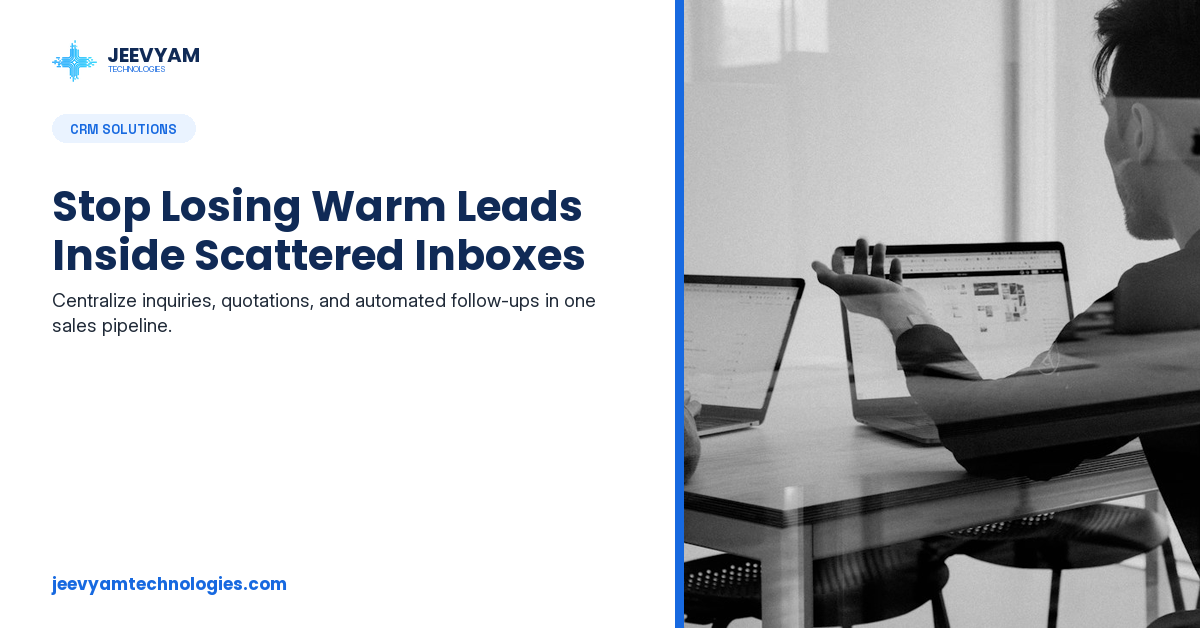 JEEVYAM
TECHNOLOGIES
CRM SOLUTIONS
Stop Losing Warm Leads
Inside Scattered Inboxes
Centralize inquiries, quotations, and automated follow-ups in one
sales pipeline.
jeevyamtechnologies.com